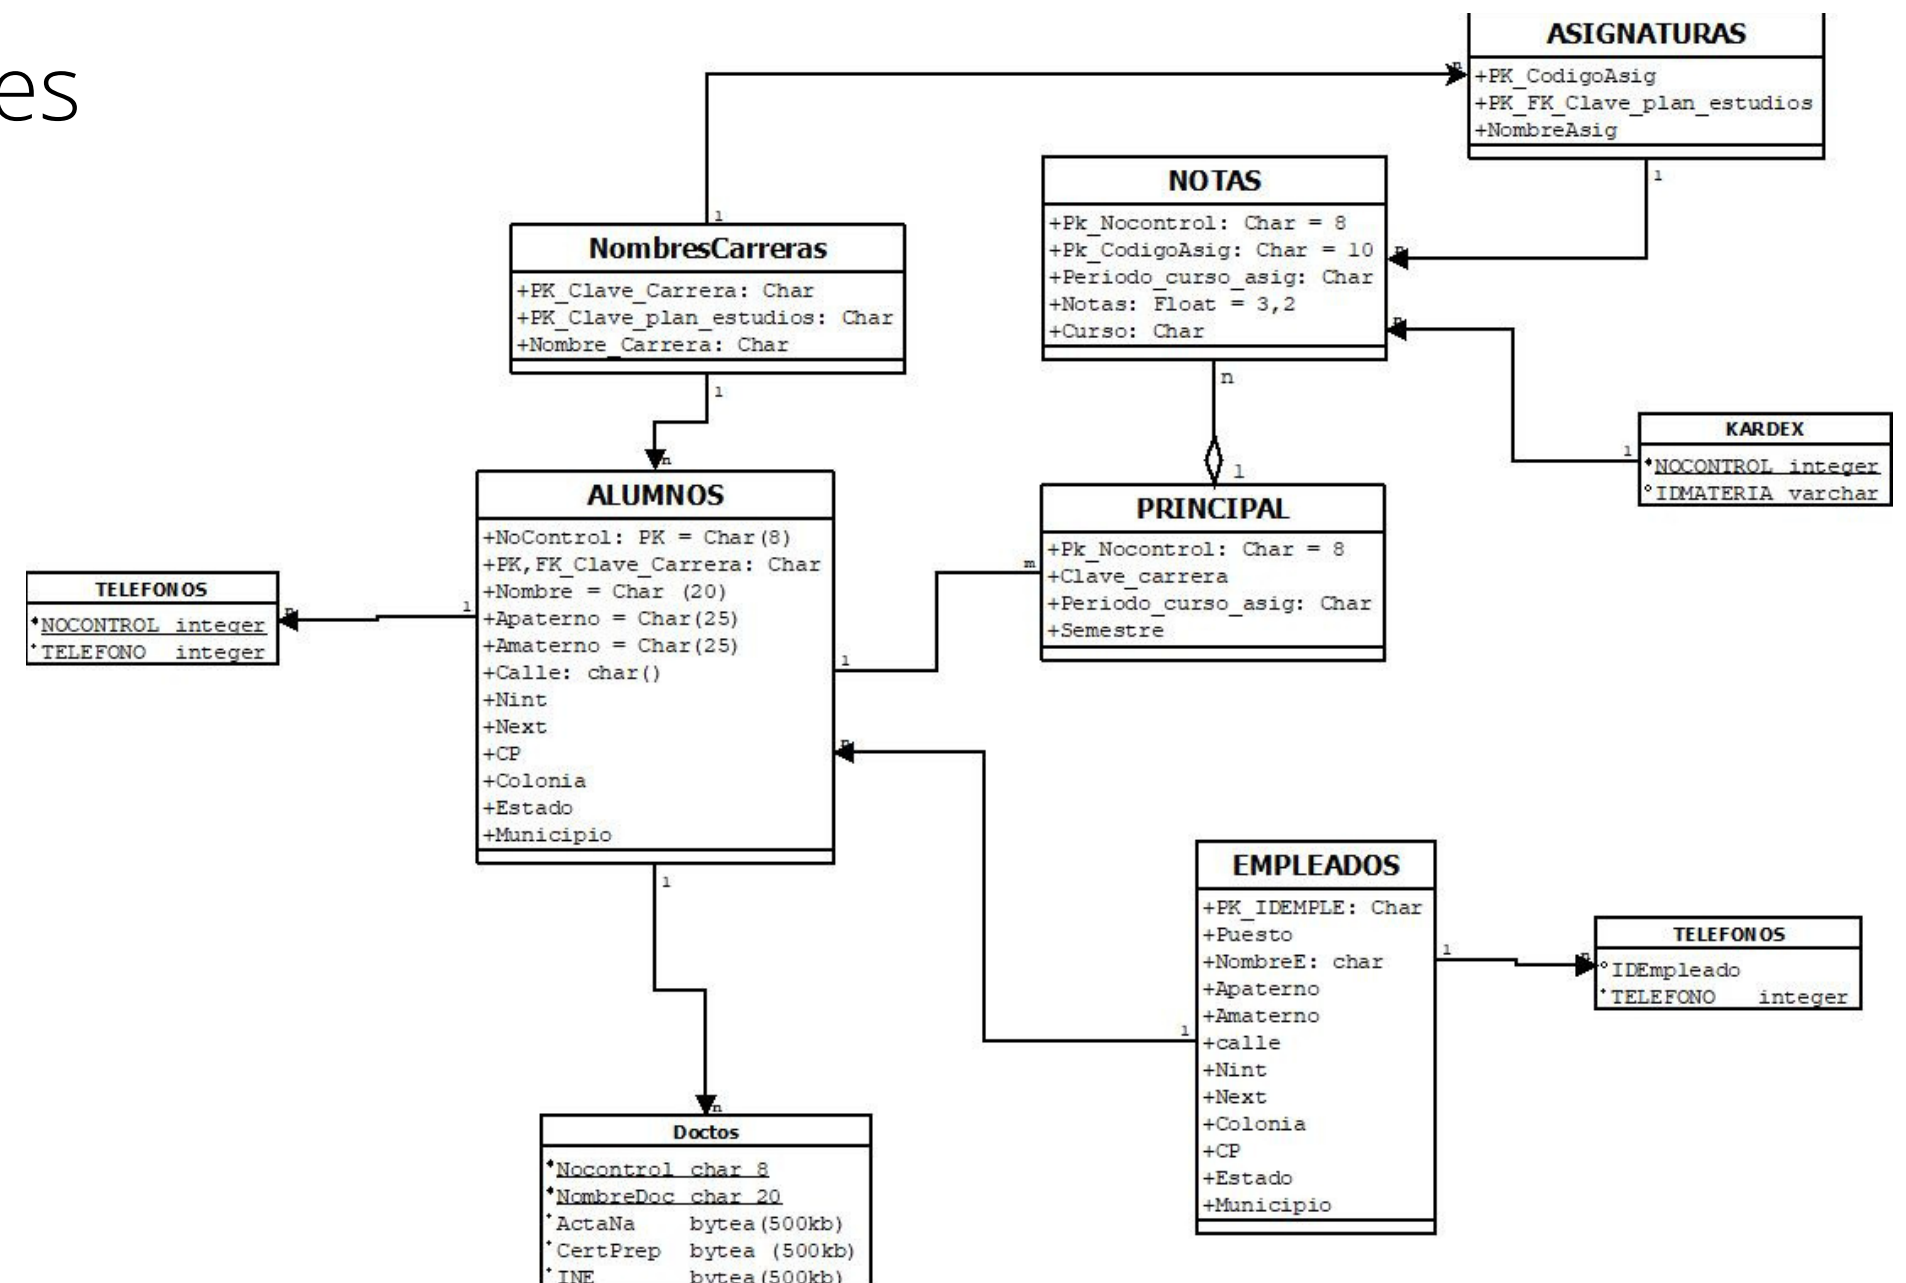 es
ASIGNATURAS
+PK_CodigoAsig
+PK_FK_Clave_plan_estudios
+NombreAsig
n
1
1
NOTAS
+Pk_Nocontrol: Char = 8
+Pk_CodigoAsig: Char = 10
+Periodo_curso_asig: Char
+Notas: Float = 3,2
+Curso: Char
n
n
n
1
NombresCarreras
+PK_Clave_Carrera: Char
+PK_Clave_plan_estudios: Char
+Nombre_Carrera: Char
1
n
KARDEX
NOCONTROL integer
IDMATERIA varchar
1
ALUMNOS
+NoControl: PK = Char(8)
+PK,FK_Clave_Carrera: Char
+Nombre = Char (20)
+Apaterno = Char(25)
+Amaterno = Char(25)
+Calle: char()
+Nint
+Next
+CP
+Colonia
+Estado
+Municipio
1
1
n
1
PRINCIPAL
+Pk_Nocontrol: Char = 8
+Clave_carrera
+Periodo_curso_asig: Char
+Semestre
m
TELEFONOS
NOCONTROL integer
TELEFONO integer
n
EMPLEADOS
+PK_IDEMPLE: Char
+Puesto
+NombreE: char
+Apaterno
+Amaterno
+calle
+Nint
+Next
+Colonia
+CP
+Estado
+Municipio
1
1
n
TELEFONOS
IDEmpleado
TELEFONO integer
n
Doctos
Nocontrol char 8
NombreDoc char 20
ActaNa bytea(500kb)
CertPrep bytea (500kb)
INE bytea(500kb)